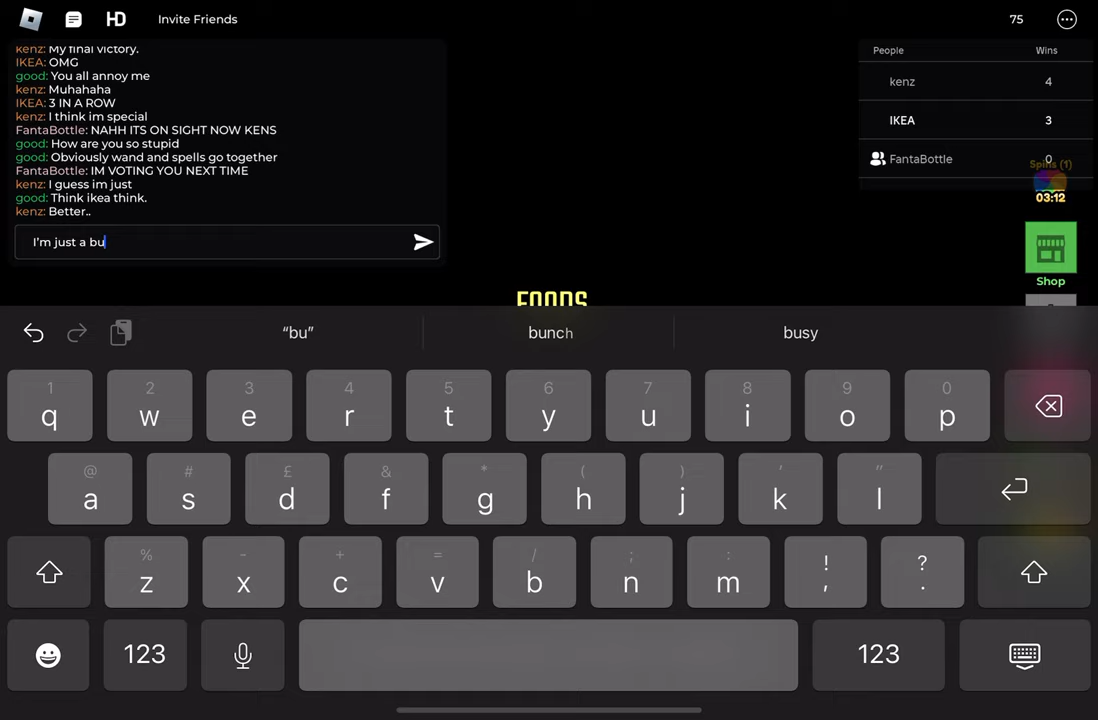 HD Invite Friends 75
kenz: My final victory.
IKEA: OMG
good: You all annoy me
kenz: Muhahaha
IKEA: 3 IN A ROW
kenz: I think im special
FantaBottle: NAHH ITS ON SIGHT NOW KENS
good: How are you so stupid
good: Obviously wand and spells go together
FantaBottle: IM VOTING YOU NEXT TIME
kenz: I guess im just
good: Think ikea think.
kenz: Better..
I'm just a bu
People Wins
kenz 4
IKEA 3
FantaBottle 0
Spins (1)
03:12
Shop
FOODS
“bu” bunch busy
1 2 3 4 5 6 7 8 9 0
q w e r t y u i o p
@ # £ & * ( ) ' "
a s d f g h j k l
% - + = / ; : ! ?
z x c v b n m , .
123 123